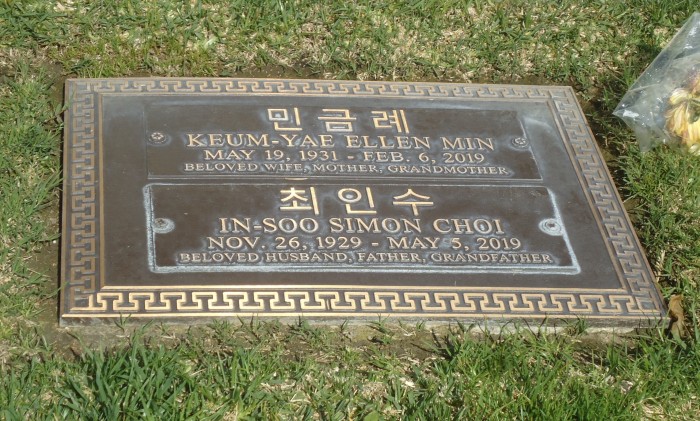 민금례
KEUM-YAE ELLEN MIN
MAY 19, 1931 - FEB. 6, 2019
BELOVED WIFE, MOTHER, GRANDMOTHER
최인수
IN-SOO SIMON CHOI
NOV. 26, 1929 - MAY 5, 2019
BELOVED HUSBAND, FATHER, GRANDFATHER